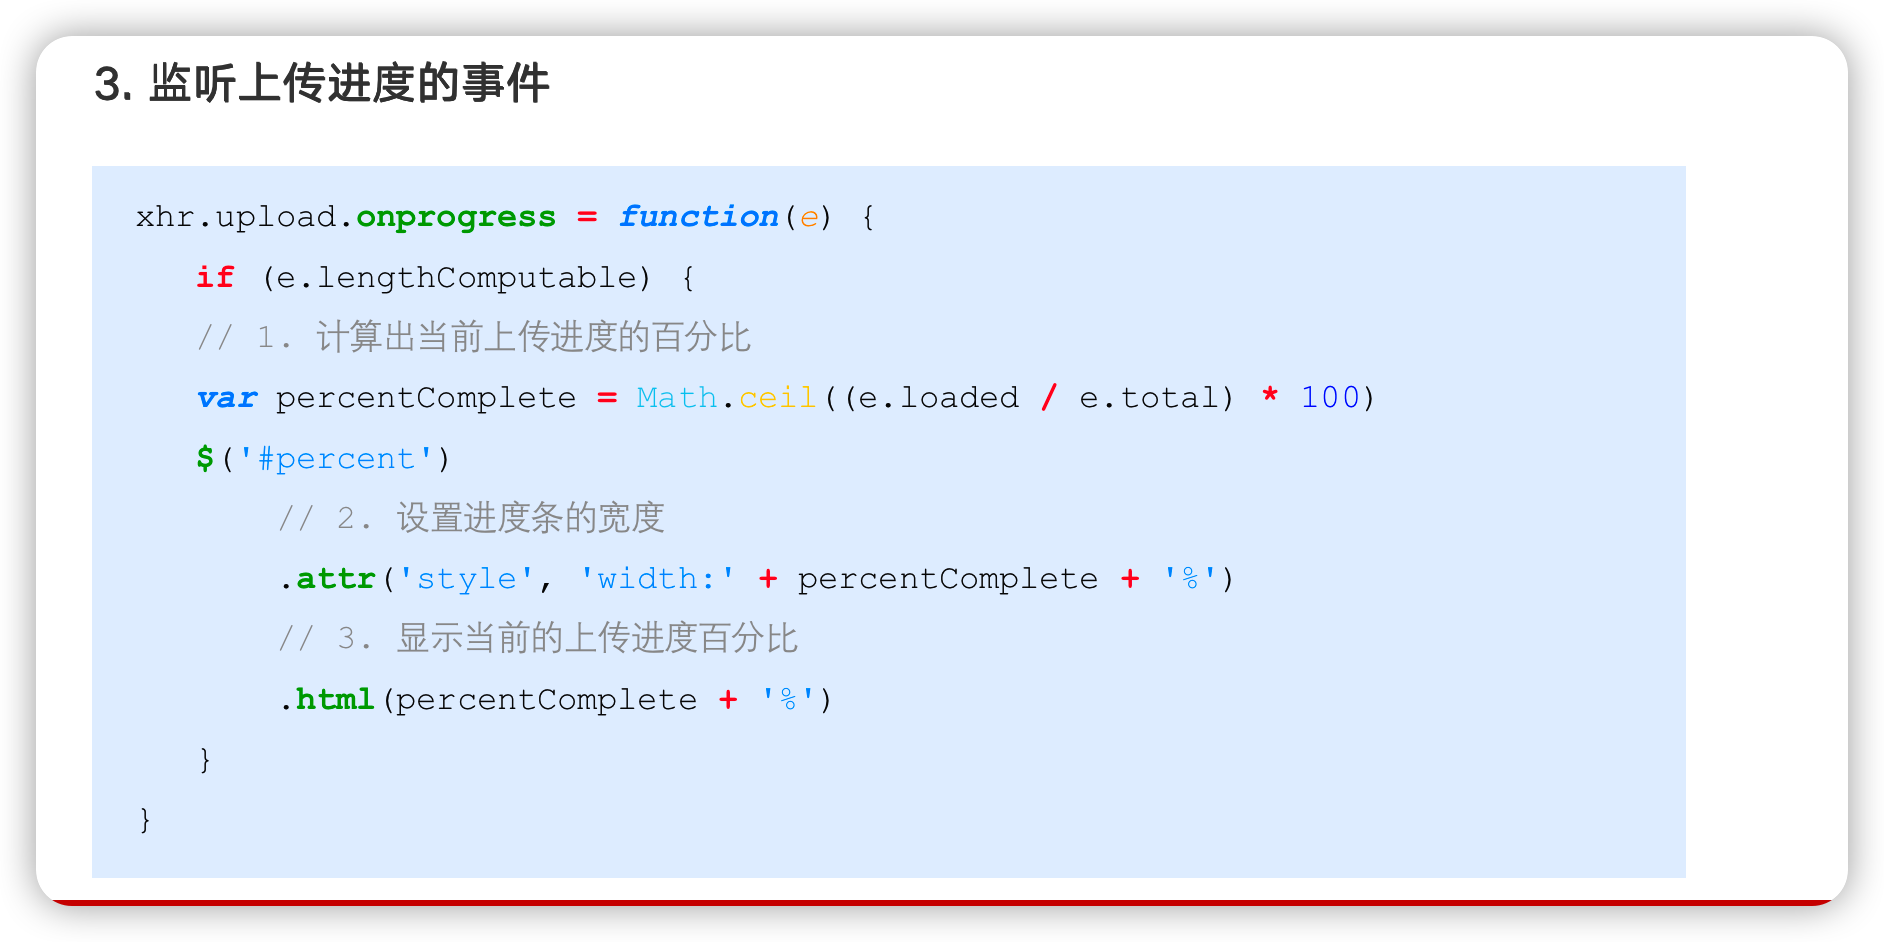 3. 监听上传进度的事件
xhr.upload.onprogress = function(e) {
if (e.lengthComputable) {
// 1. 计算出当前上传进度的百分比
var percentComplete = Math.ceil((e.loaded / e.total) * 100)
$('#percent')
// 2. 设置进度条的宽度
.attr('style', 'width:' + percentComplete + '%')
// 3. 显示当前的上传进度百分比
.html(percentComplete + '%')
}
}